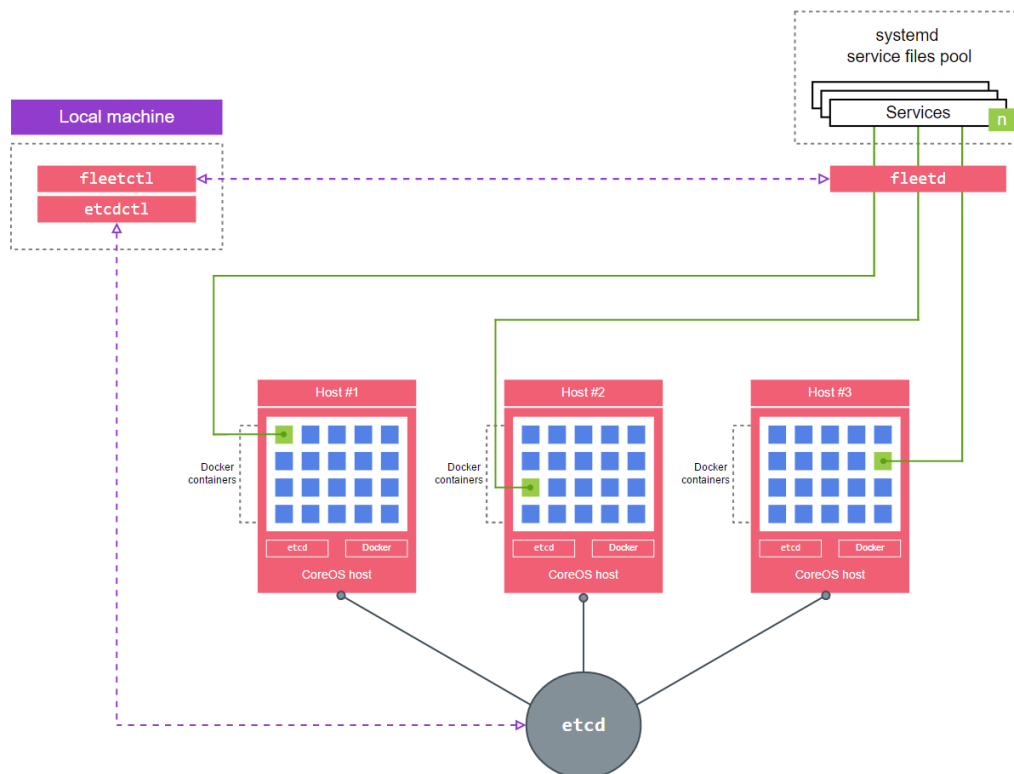 systemd
service files pool
Services
n
Local machine
fleetctl
etcdctl
fleetd
Host #1
Host #2
Host #3
Docker
containers
Docker
containers
Docker
containers
etcd
Docker
etcd
Docker
etcd
Docker
CoreOS host
CoreOS host
CoreOS host
etcd